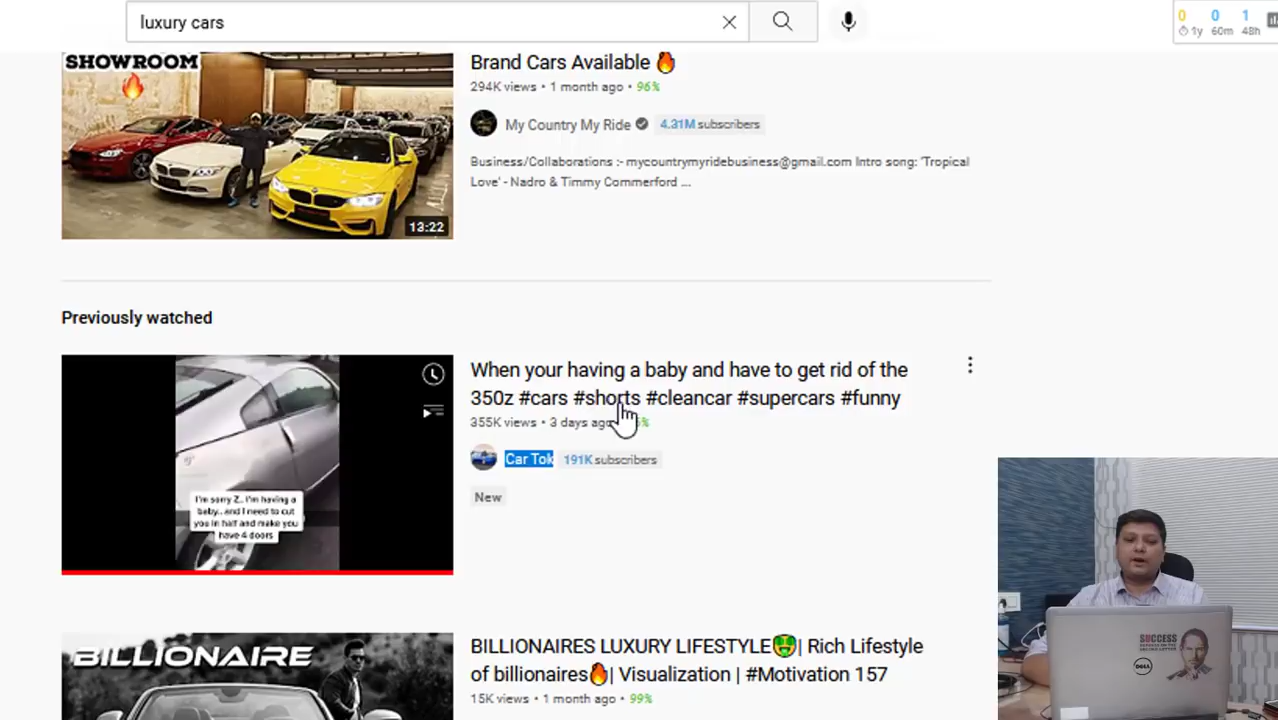 luxury cars
0 0 1
1y 60m 48h
SHOWROOM
Brand Cars Available
294K views • 1 month ago • 96%
My Country My Ride 4.31M subscribers
Business/Collaborations :- mycountrymyridebusiness@gmail.com Intro song: 'Tropical
Love' - Nadro & Timmy Commerford ...
13:22
Previously watched
When your having a baby and have to get rid of the
350z #cars #shorts #cleancar #supercars #funny
355K views • 3 days ago
Car Tok 191K subscribers
New
I'm sorry Z.. I'm having a
baby..and I need to cut
you in half and make you
have 4 doors
BILLIONAIRE
BILLIONAIRES LUXURY LIFESTYLE🤑| Rich Lifestyle
of billionaires🔥| Visualization | #Motivation 157
15K views • 1 month ago • 99%
SUCCESS
DELL